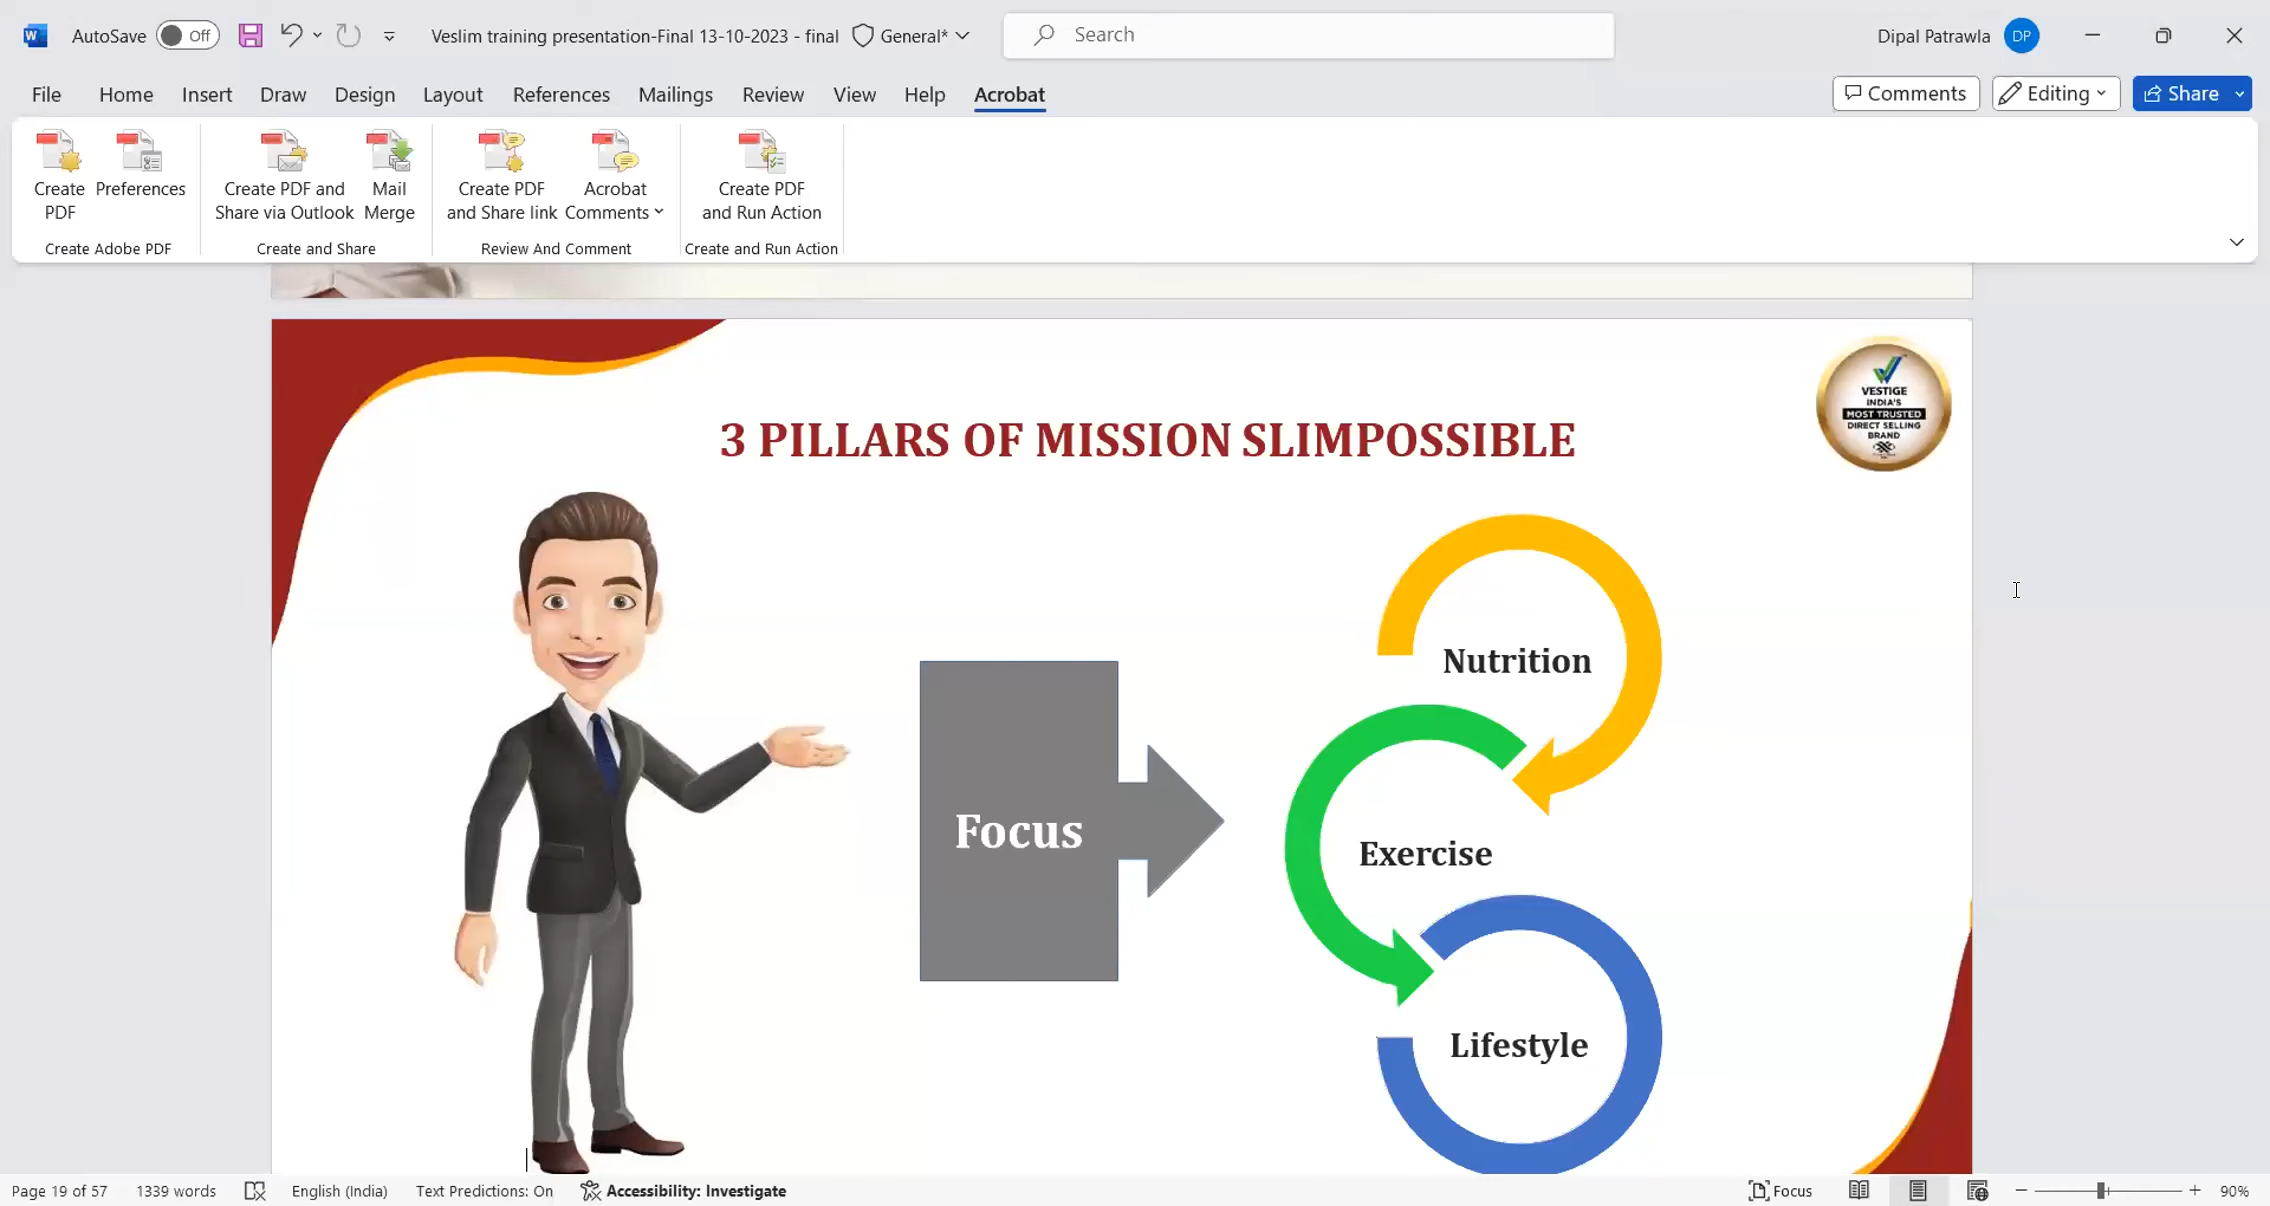 AutoSave Off Veslim training presentation-Final 13-10-2023 - final General* Search Dipal Patrawla DP
File Home Insert Draw Design Layout References Mailings Review View Help Acrobat Comments Editing Share
Create PDF
Preferences
Create PDF and Share via Outlook
Mail Merge
Create PDF and Share link
Acrobat Comments
Create PDF and Run Action
Create Adobe PDF Create and Share Review And Comment Create and Run Action
VESTIGE
INDIA'S
MOST TRUSTED
DIRECT SELLING
BRAND
3 PILLARS OF MISSION SLIMPOSSIBLE
Nutrition
Focus
Exercise
Lifestyle
Page 19 of 57 1339 words English (India) Text Predictions: On Accessibility: Investigate Focus 90%